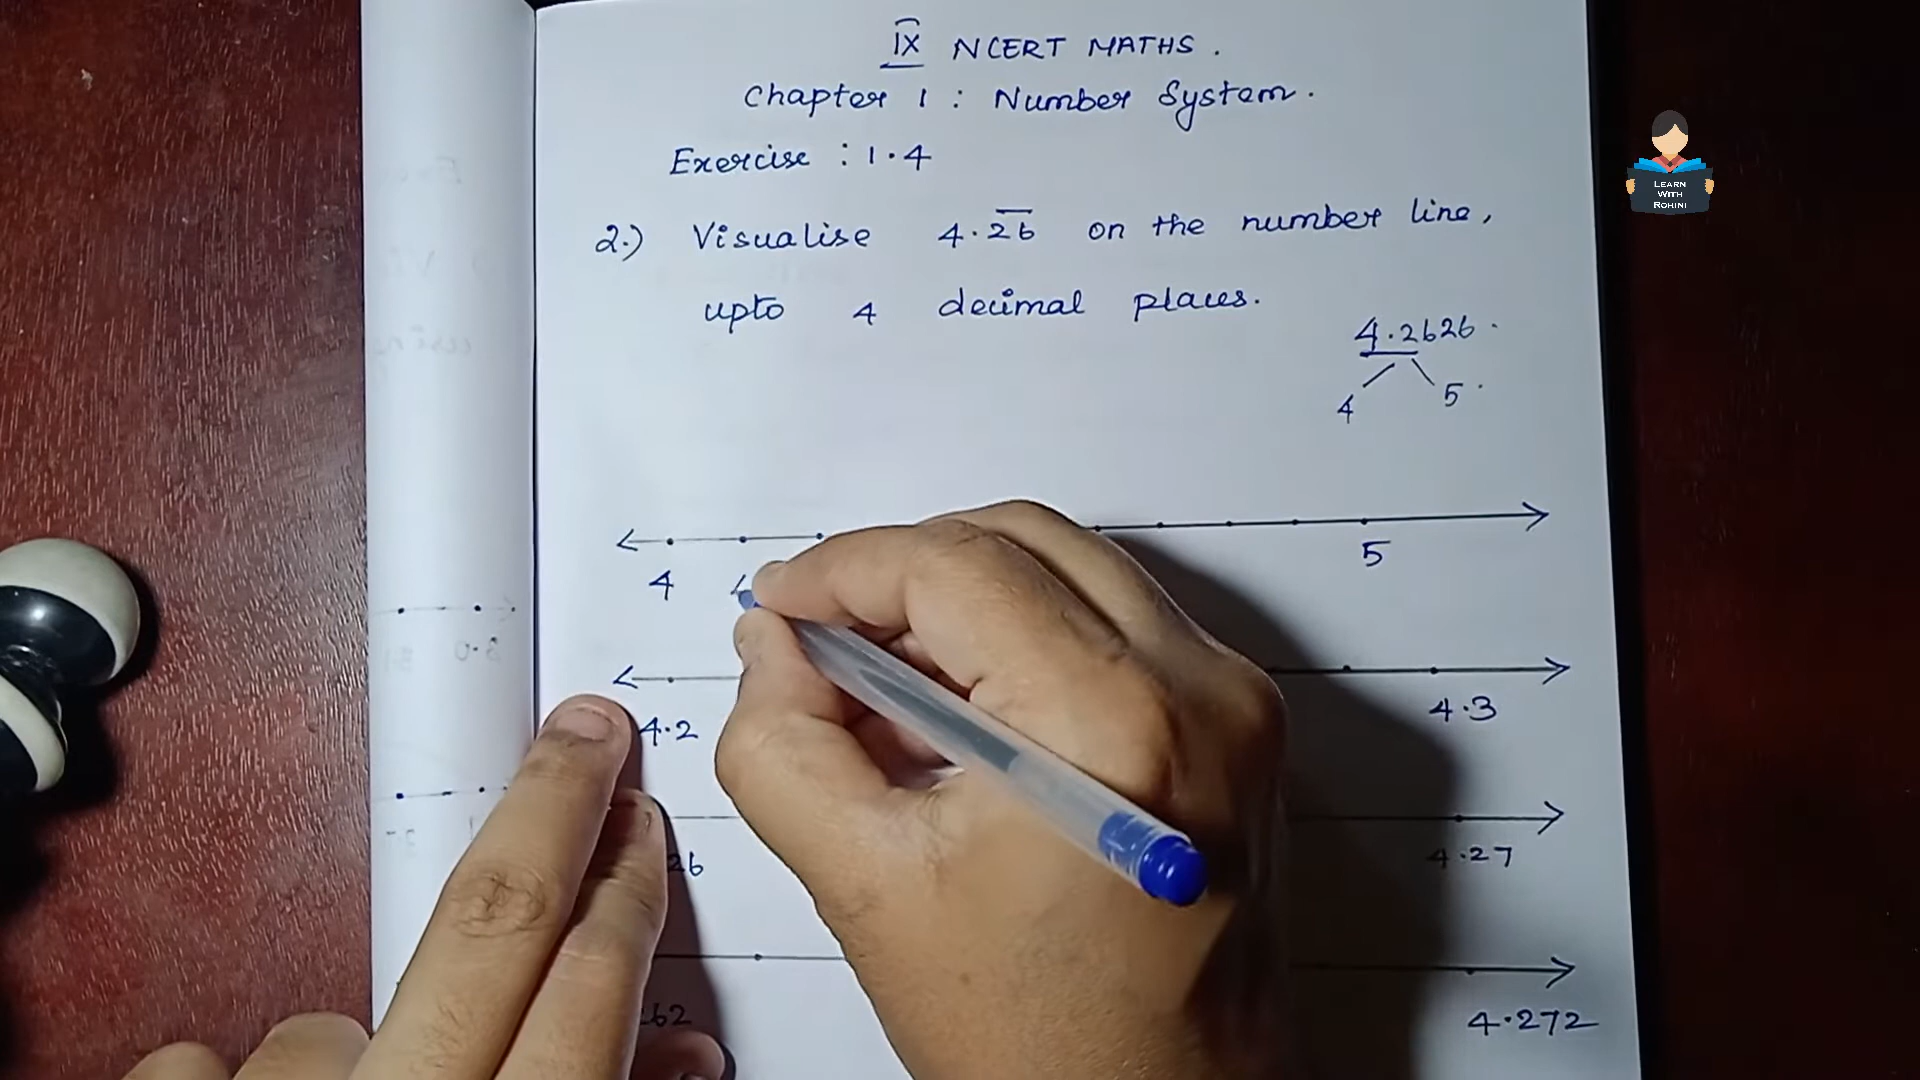 IX NCERT MATHS.
Chapter 1 : Number System.
Exercise : 1.4
2.) Visualise 4.2̅6̅ on the number line,
upto 4 decimal places.
4.2626.
4 5.
4 5
4.2 4.3
26 4.27
262 4.272
LEARN
WITH
ROHINI